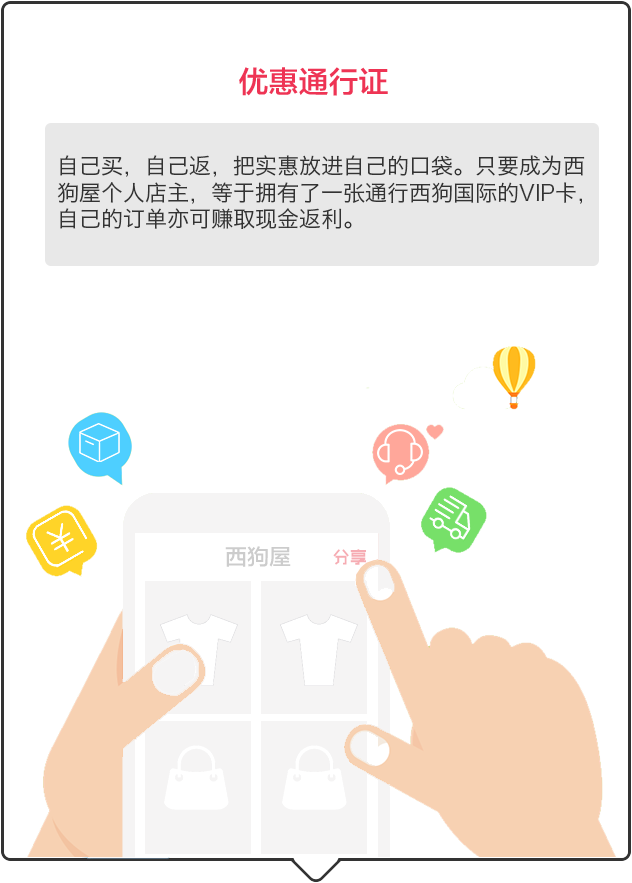 优惠通行证
自己买，自己返，把实惠放进自己的口袋。只要成为西
狗屋个人店主，等于拥有了一张通行西狗国际的VIP卡，
自己的订单亦可赚取现金返利。
西狗屋 分享